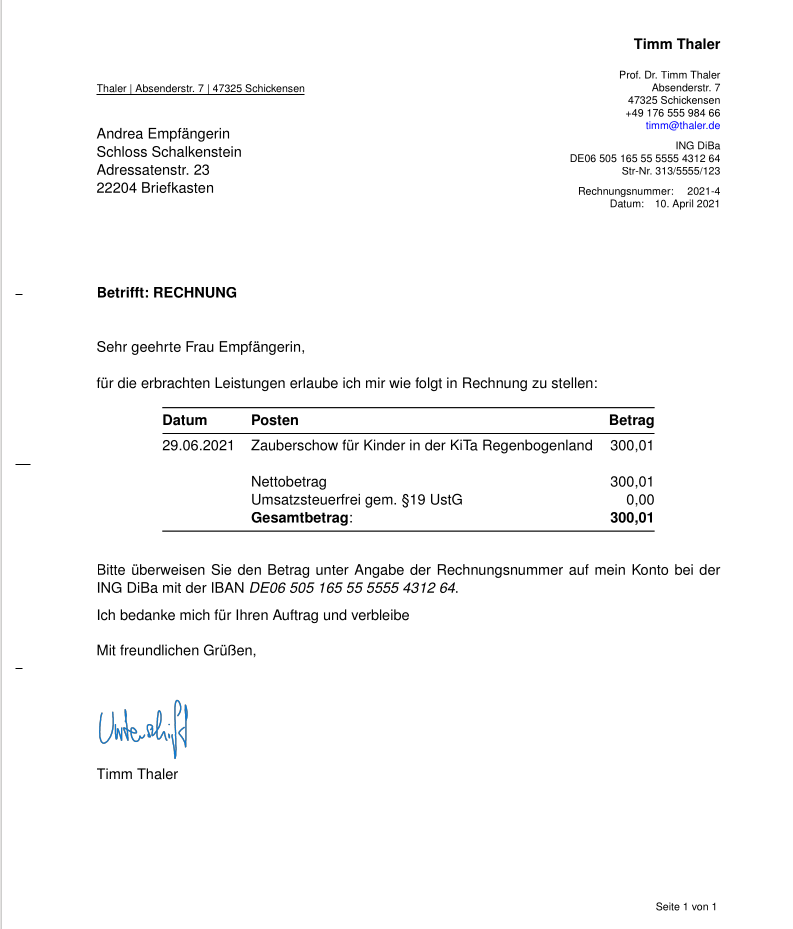 Timm Thaler
Prof. Dr. Timm Thaler
Absenderstr. 7
47325 Schickensen
+49 176 555 984 66
timm@thaler.de
ING DiBa
DE06 505 165 55 5555 4312 64
Str-Nr. 313/5555/123
Rechnungsnummer: 2021-4
Datum: 10. April 2021
Thaler | Absenderstr. 7 | 47325 Schickensen
Andrea Empfängerin
Schloss Schalkenstein
Adressatenstr. 23
22204 Briefkasten
Betrifft: RECHNUNG
Sehr geehrte Frau Empfängerin,
für die erbrachten Leistungen erlaube ich mir wie folgt in Rechnung zu stellen:
Datum Posten Betrag
29.06.2021 Zauberschow für Kinder in der KiTa Regenbogenland 300,01
Nettobetrag 300,01
Umsatzsteuerfrei gem. §19 UstG 0,00
Gesamtbetrag: 300,01
Bitte überweisen Sie den Betrag unter Angabe der Rechnungsnummer auf mein Konto bei der
ING DiBa mit der IBAN DE06 505 165 55 5555 4312 64.
Ich bedanke mich für Ihren Auftrag und verbleibe
Mit freundlichen Grüßen,
Timm Thaler
Seite 1 von 1